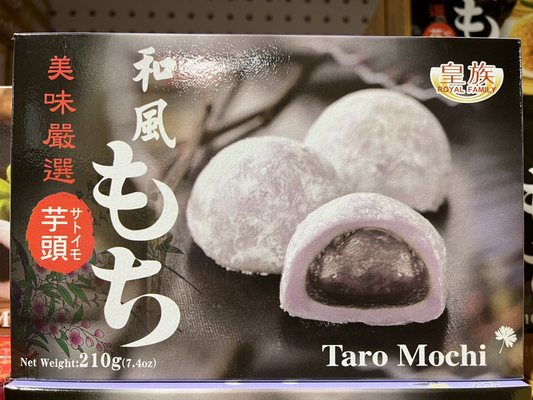 美味嚴選
和風
もち
サトイモ
芋頭
皇族
ROYAL FAMILY
Taro Mochi
Net Weight:210g(7.4oz)